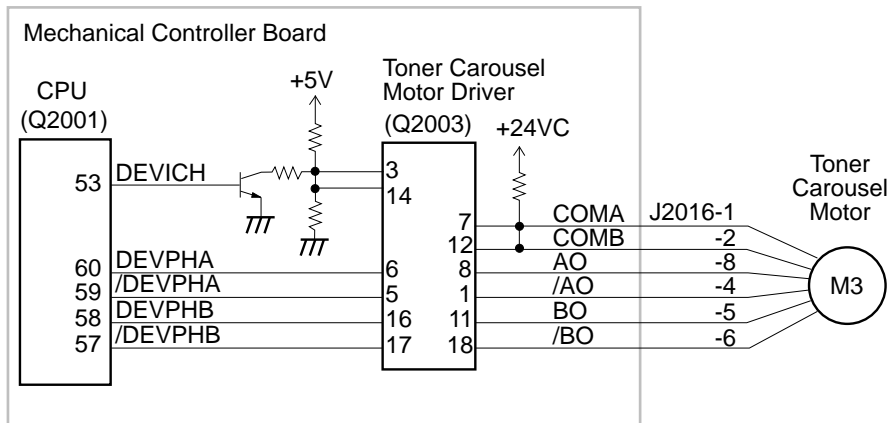 Mechanical Controller Board
CPU
(Q2001)
+5V
Toner Carousel
Motor Driver
(Q2003)
+24VC
Toner
Carousel
Motor
53 DEVICH 3
14
7 COMA J2016-1
12 COMB -2
60 DEVPHA 6 8 AO -8
59 /DEVPHA 5 1 /AO -4
58 DEVPHB 16 11 BO -5
57 /DEVPHB 17 18 /BO -6
M3